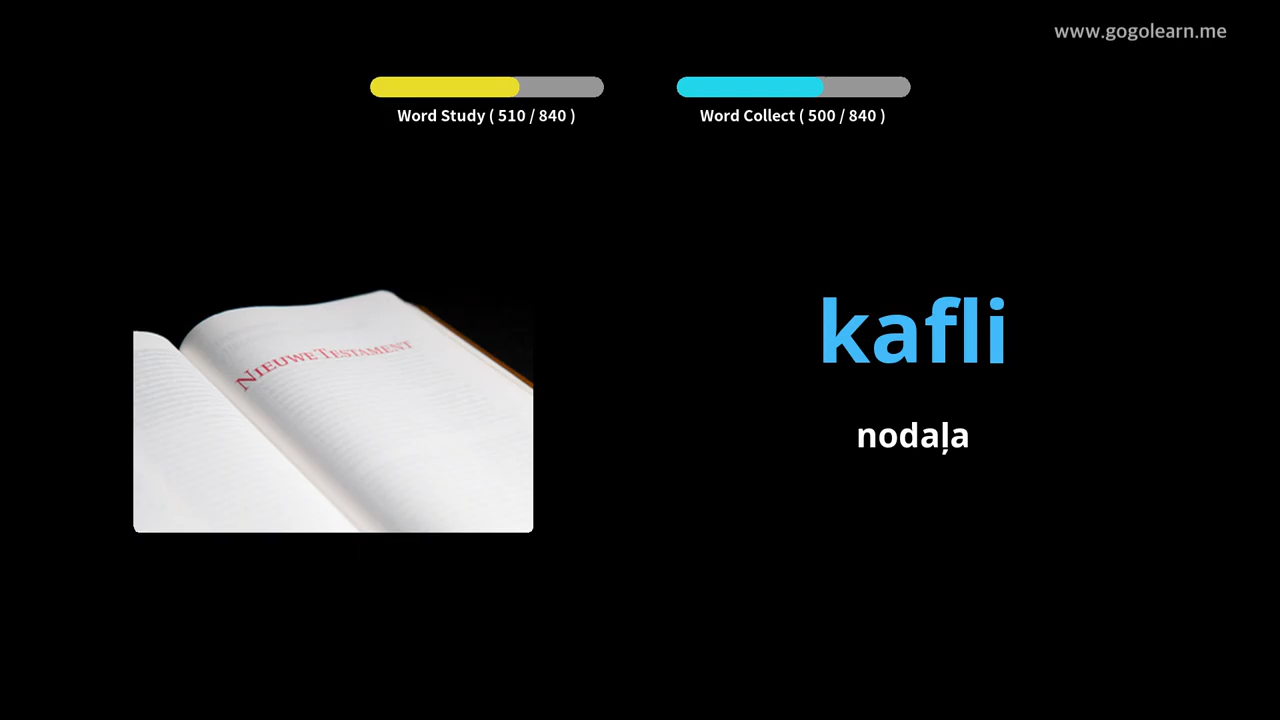 www.gogolearn.me
Word Study ( 510 / 840 )
Word Collect ( 500 / 840 )
NIEUWE TESTAMENT
kafli
nodaļa